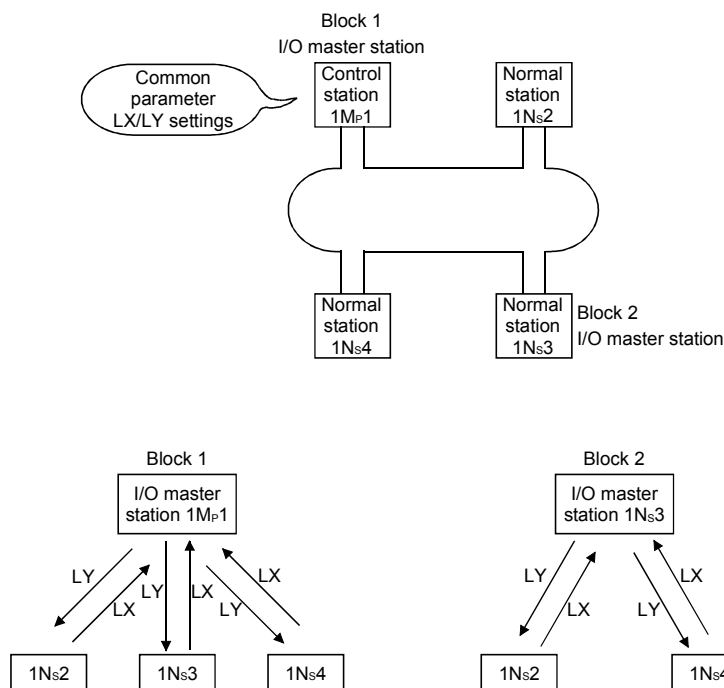 Block 1
I/O master station
Common
parameter
LX/LY settings
Control
station
1MP1
Normal
station
1NS2
Normal
station
1NS4
Normal
station
1NS3
Block 2
I/O master station
Block 1
I/O master
station 1MP1
LY
LX
LY
LX
LY
LX
1NS2
1NS3
1NS4
Block 2
I/O master
station 1NS3
LY
LX
LY
LX
1NS2
1NS4